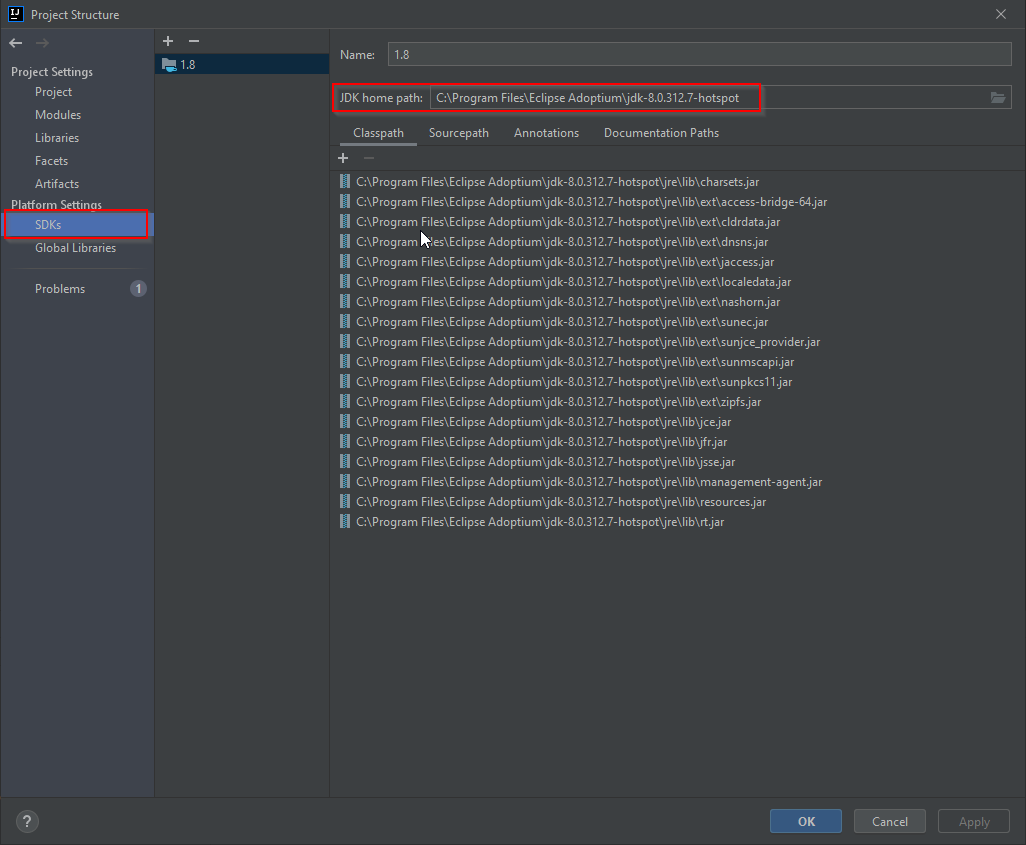 Project Structure
Project Settings
Project
Modules
Libraries
Facets
Artifacts
Platform Settings
SDKs
Global Libraries
Problems 1
1.8
Name: 1.8
JDK home path: C:\Program Files\Eclipse Adoptium\jdk-8.0.312.7-hotspot
Classpath Sourcepath Annotations Documentation Paths
C:\Program Files\Eclipse Adoptium\jdk-8.0.312.7-hotspot\jre\lib\charsets.jar
C:\Program Files\Eclipse Adoptium\jdk-8.0.312.7-hotspot\jre\lib\ext\access-bridge-64.jar
C:\Program Files\Eclipse Adoptium\jdk-8.0.312.7-hotspot\jre\lib\ext\cldrdata.jar
C:\Program Files\Eclipse Adoptium\jdk-8.0.312.7-hotspot\jre\lib\ext\dnsns.jar
C:\Program Files\Eclipse Adoptium\jdk-8.0.312.7-hotspot\jre\lib\ext\jaccess.jar
C:\Program Files\Eclipse Adoptium\jdk-8.0.312.7-hotspot\jre\lib\ext\localedata.jar
C:\Program Files\Eclipse Adoptium\jdk-8.0.312.7-hotspot\jre\lib\ext\nashorn.jar
C:\Program Files\Eclipse Adoptium\jdk-8.0.312.7-hotspot\jre\lib\ext\sunec.jar
C:\Program Files\Eclipse Adoptium\jdk-8.0.312.7-hotspot\jre\lib\ext\sunjce_provider.jar
C:\Program Files\Eclipse Adoptium\jdk-8.0.312.7-hotspot\jre\lib\ext\sunmscapi.jar
C:\Program Files\Eclipse Adoptium\jdk-8.0.312.7-hotspot\jre\lib\ext\sunpkcs11.jar
C:\Program Files\Eclipse Adoptium\jdk-8.0.312.7-hotspot\jre\lib\ext\zipfs.jar
C:\Program Files\Eclipse Adoptium\jdk-8.0.312.7-hotspot\jre\lib\jce.jar
C:\Program Files\Eclipse Adoptium\jdk-8.0.312.7-hotspot\jre\lib\jfr.jar
C:\Program Files\Eclipse Adoptium\jdk-8.0.312.7-hotspot\jre\lib\jsse.jar
C:\Program Files\Eclipse Adoptium\jdk-8.0.312.7-hotspot\jre\lib\management-agent.jar
C:\Program Files\Eclipse Adoptium\jdk-8.0.312.7-hotspot\jre\lib\resources.jar
C:\Program Files\Eclipse Adoptium\jdk-8.0.312.7-hotspot\jre\lib\rt.jar
? OK Cancel Apply